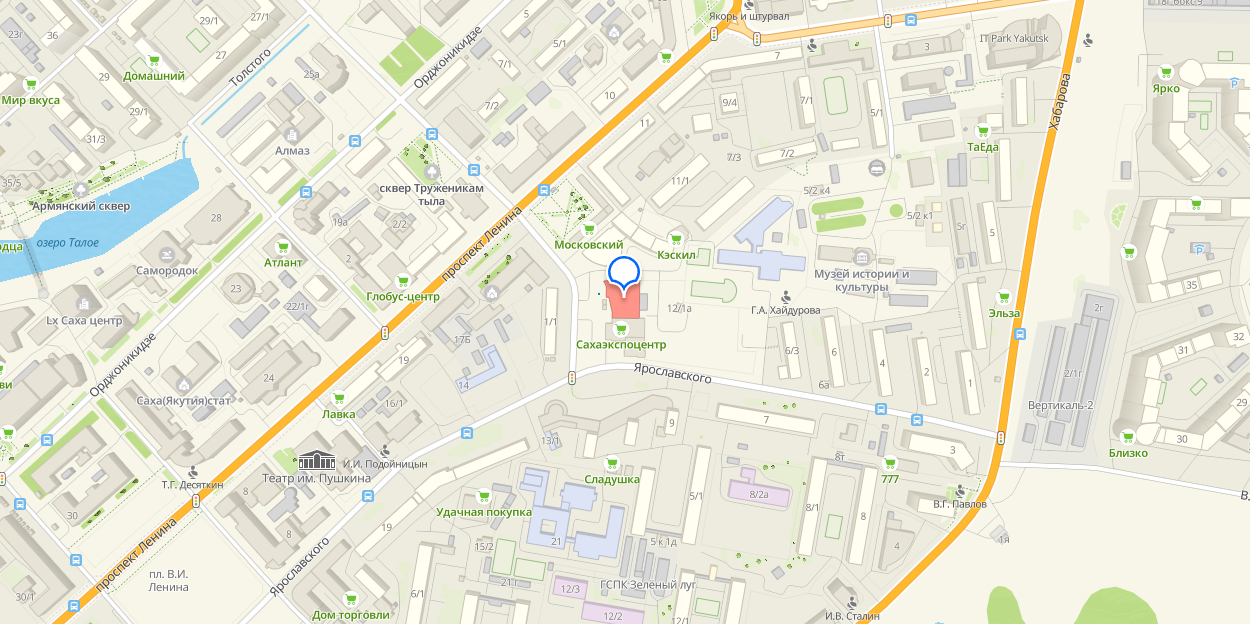 23г
36
29/1
27/1
27
Домашний
Толстого
25а
29
Мир вкуса
29/1
31/3
Алмаз
35/5
Армянский сквер
озеро Талое
28
Самородок
Lx Саха центр
Орджоникидзе
5
5/1
7/1
7/2
10
сквер Труженикам
тыла
19а
2/2
2
Атлант
23
22/1г
Глобус-центр
проспект Ленина
24
Саха(Якутия)стат
Якорь и штурвал
7
3
IT Park Yakutsk
9/4
7/1
5/1
11
7/3
7/2
11/1
Хабарова
Ярко
ТаЕда
5/2 к4
5/2 к1
5г
5
Московский
Кэскил
Музей истории и
культуры
12/1а
Г.А. Хайдурова
Эльза
35
1/1
Сахаэкспоцентр
17Б
14
19
16/1
Лавка
Ярославского
6/3
6
6а
4
2
1
2г
2/1г
31
32
29
30
Вертикаль-2
Близко
И.И. Подойницын
Театр им. Пушкина
Т.Г. Десяткин
8
8
30
13/1
9
7
3
8т
777
В.Г. Павлов
Сладушка
Удачная покупка
5/1
8/2а
8/1
8
4
1я
19
21
15/2
5 к 1д
21 г
ГСПК Зеленый луг
12/3
12/2
6/1
Дом торгóвли
Ярославского
проспект Ленина
пл. В.И.
Ленина
30/1
И.В. Сталин